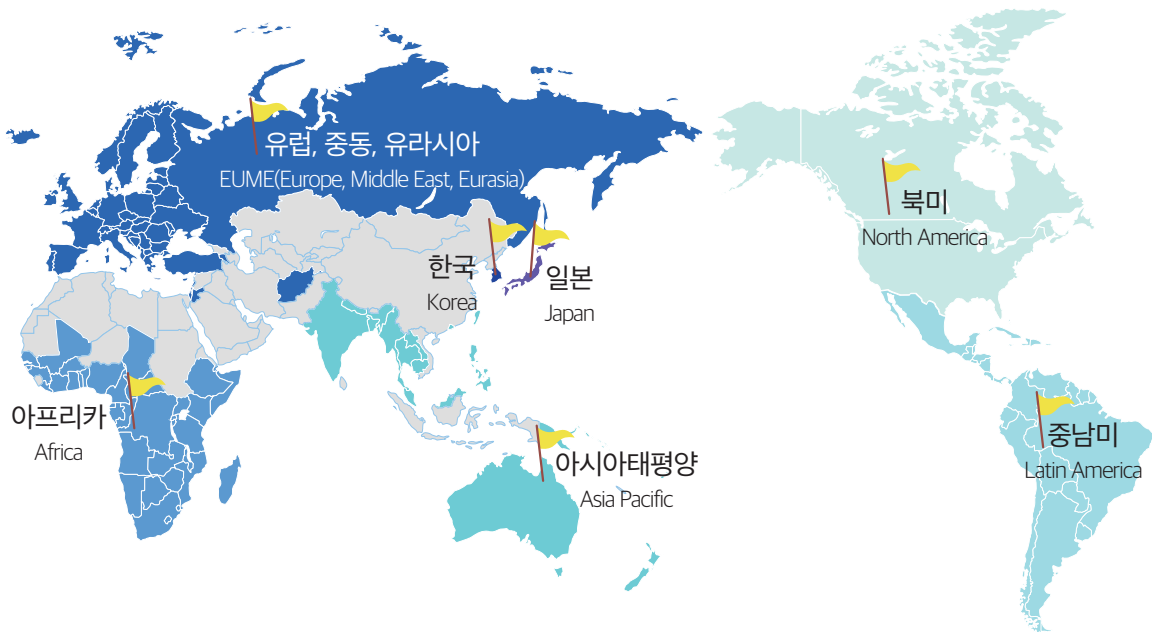 유럽, 중동, 유라시아
EUME(Europe, Middle East, Eurasia)
한국
Korea
일본
Japan
북미
North America
아프리카
Africa
아시아태평양
Asia Pacific
중남미
Latin America